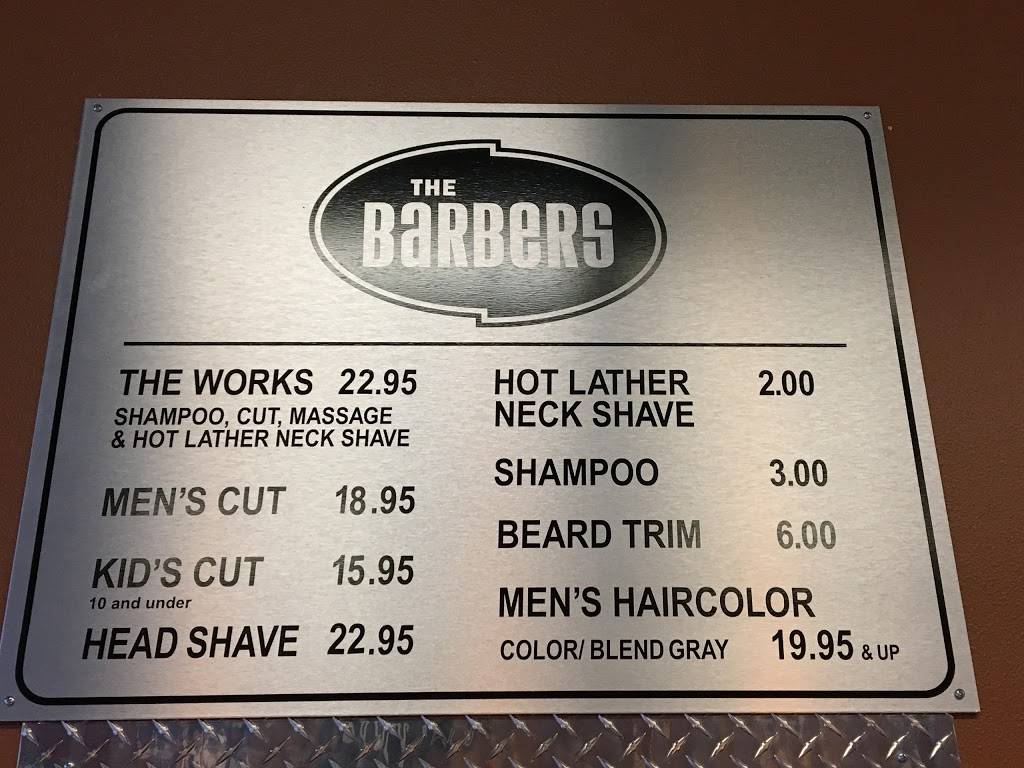 THE
BARBERS
THE WORKS 22.95
SHAMPOO, CUT, MASSAGE
& HOT LATHER NECK SHAVE
MEN'S CUT 18.95
KID'S CUT 15.95
10 and under
HEAD SHAVE 22.95
HOT LATHER 2.00
NECK SHAVE
SHAMPOO 3.00
BEARD TRIM 6.00
MEN'S HAIRCOLOR
COLOR/ BLEND GRAY 19.95 & UP